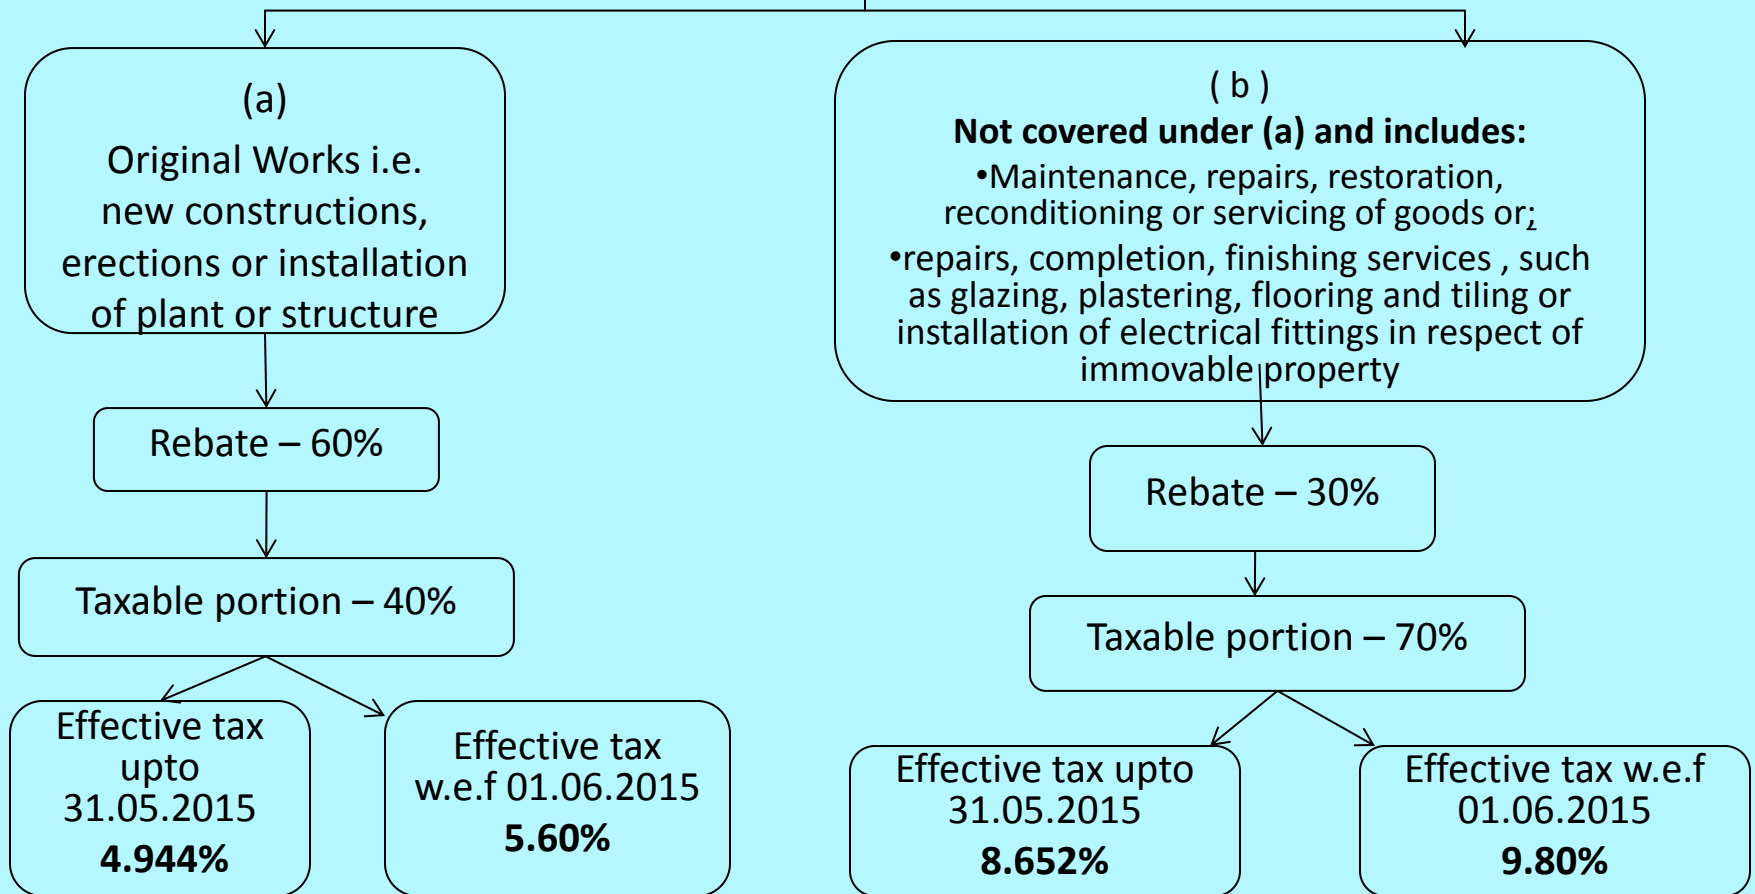 (a)
Original Works i.e.
new constructions,
erections or installation
of plant or structure
Rebate – 60%
Taxable portion – 40%
Effective tax
upto
31.05.2015
4.944%
Effective tax
w.e.f 01.06.2015
5.60%
( b )
Not covered under (a) and includes:
•Maintenance, repairs, restoration,
reconditioning or servicing of goods or;
•repairs, completion, finishing services , such
as glazing, plastering, flooring and tiling or
installation of electrical fittings in respect of
immovable property
Rebate – 30%
Taxable portion – 70%
Effective tax upto
31.05.2015
8.652%
Effective tax w.e.f
01.06.2015
9.80%